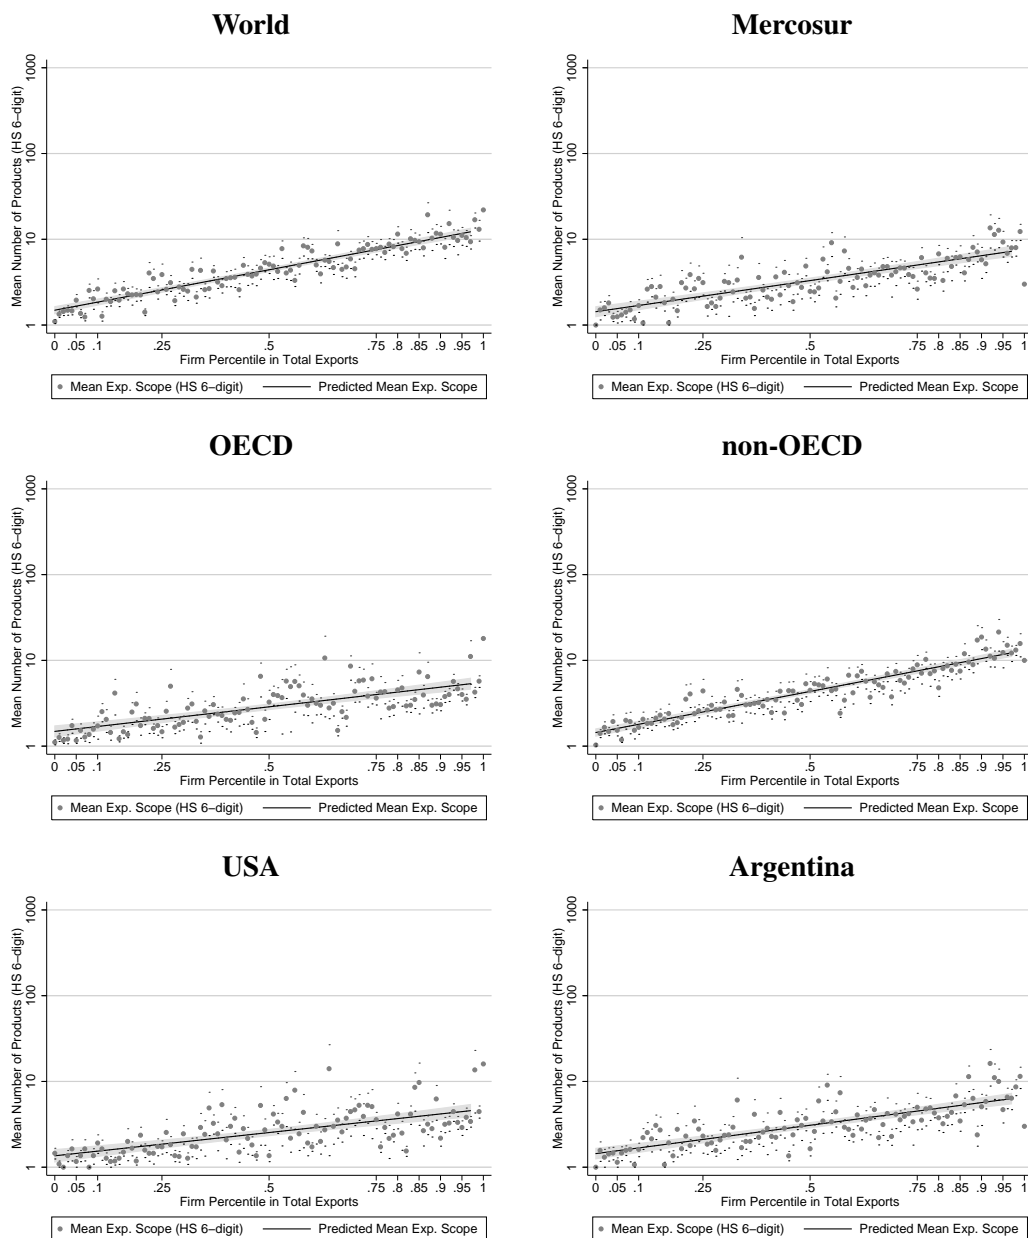 World
Mean Number of Products (HS 6−digit)
1000
100
10
1
0 .05 .1 .25 .5 .75 .8 .85 .9 .95 1
Firm Percentile in Total Exports
Mean Exp. Scope (HS 6−digit) Predicted Mean Exp. Scope
Mercosur
Mean Number of Products (HS 6−digit)
1000
100
10
1
0 .05 .1 .25 .5 .75 .8 .85 .9 .95 1
Firm Percentile in Total Exports
Mean Exp. Scope (HS 6−digit) Predicted Mean Exp. Scope
OECD
Mean Number of Products (HS 6−digit)
1000
100
10
1
0 .05 .1 .25 .5 .75 .8 .85 .9 .95 1
Firm Percentile in Total Exports
Mean Exp. Scope (HS 6−digit) Predicted Mean Exp. Scope
non-OECD
Mean Number of Products (HS 6−digit)
1000
100
10
1
0 .05 .1 .25 .5 .75 .8 .85 .9 .95 1
Firm Percentile in Total Exports
Mean Exp. Scope (HS 6−digit) Predicted Mean Exp. Scope
USA
Mean Number of Products (HS 6−digit)
1000
100
10
1
0 .05 .1 .25 .5 .75 .8 .85 .9 .95 1
Firm Percentile in Total Exports
Mean Exp. Scope (HS 6−digit) Predicted Mean Exp. Scope
Argentina
Mean Number of Products (HS 6−digit)
1000
100
10
1
0 .05 .1 .25 .5 .75 .8 .85 .9 .95 1
Firm Percentile in Total Exports
Mean Exp. Scope (HS 6−digit) Predicted Mean Exp. Scope